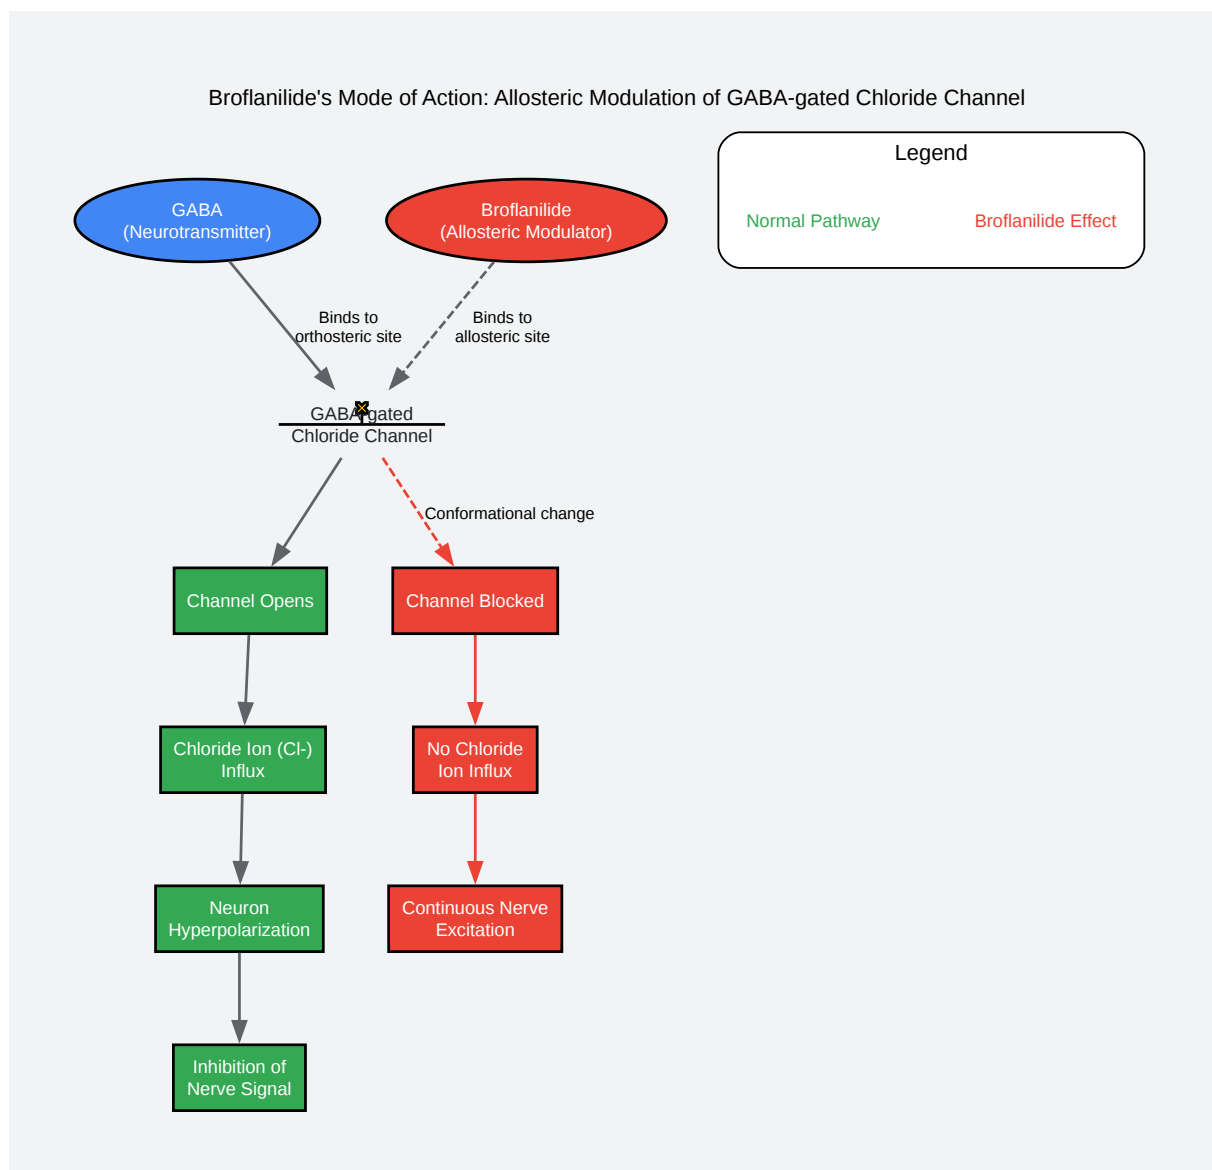 Broflanilide's Mode of Action: Allosteric Modulation of GABA-gated Chloride Channel
Legend
Normal Pathway
Broflanilide Effect
GABA
(Neurotransmitter)
Broflanilide
(Allosteric Modulator)
Binds to
orthosteric site
Binds to
allosteric site
GABA-gated
Chloride Channel
Conformational change
Channel Opens
Channel Blocked
Chloride Ion (Cl-)
Influx
No Chloride
Ion Influx
Neuron
Hyperpolarization
Continuous Nerve
Excitation
Inhibition of
Nerve Signal